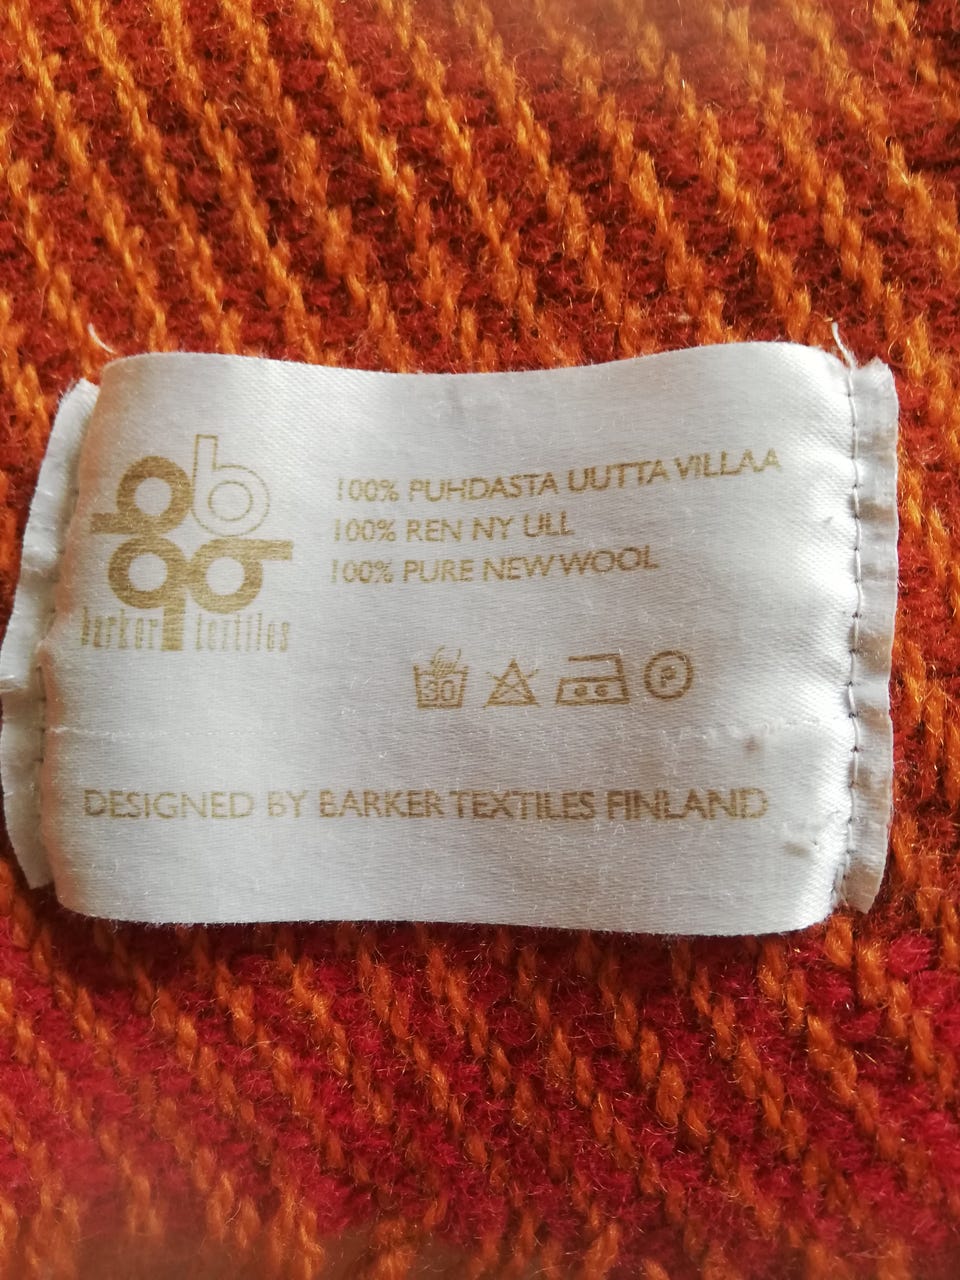 b
barker textiles
100% PUHDASTA UUTTA VILLAA
100% REN NY ULL
100% PURE NEW WOOL
30
P
DESIGNED BY BARKER TEXTILES FINLAND